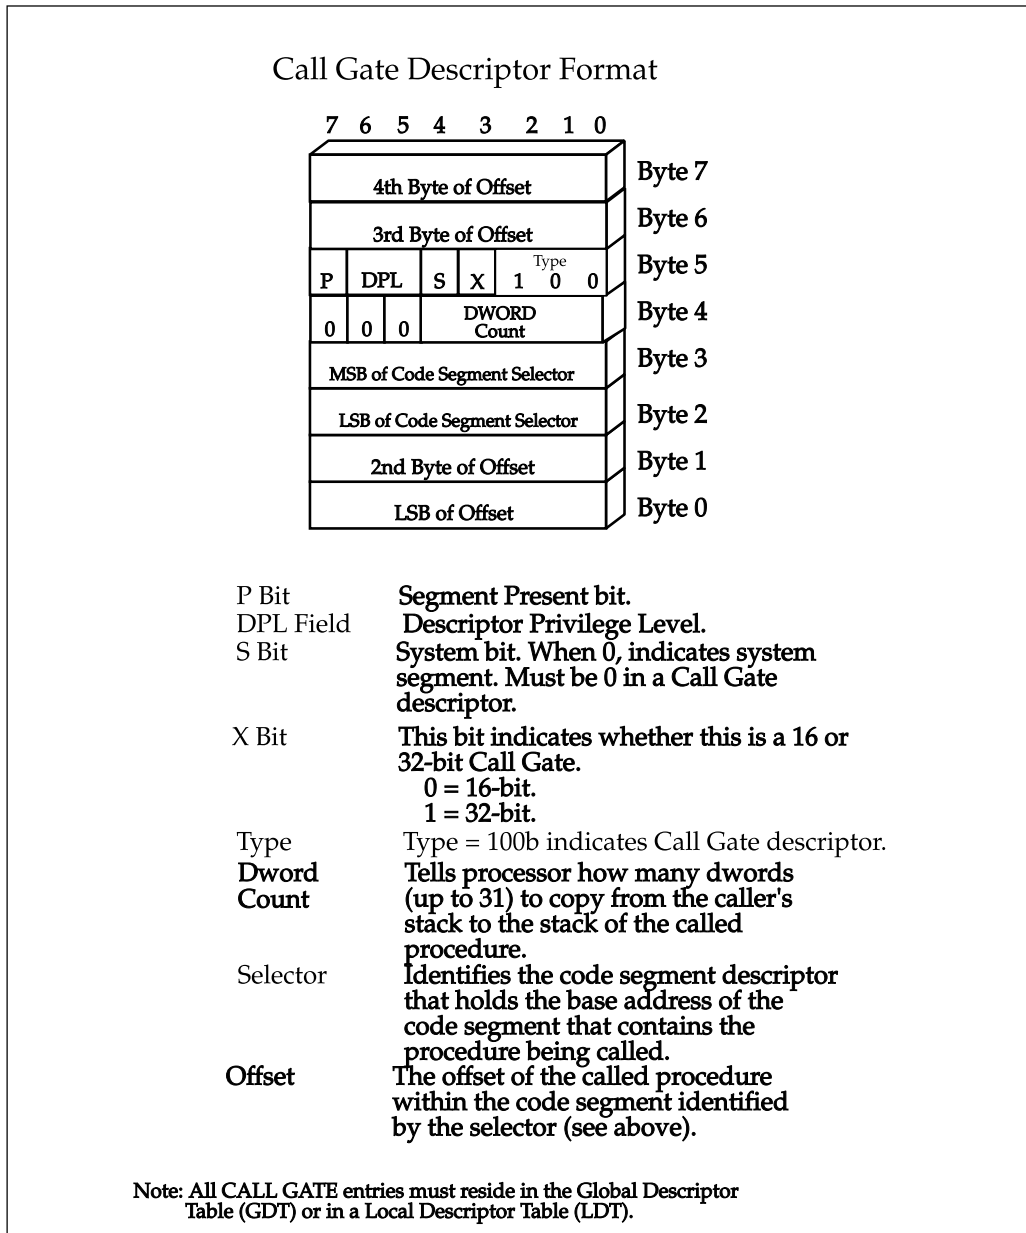 Call Gate Descriptor Format
7 6 5 4 3 2 1 0
4th Byte of Offset Byte 7
3rd Byte of Offset Byte 6
Type
P DPL S X 1 0 0 Byte 5
0 0 0 DWORD Count Byte 4
MSB of Code Segment Selector Byte 3
LSB of Code Segment Selector Byte 2
2nd Byte of Offset Byte 1
LSB of Offset Byte 0
P Bit Segment Present bit.
DPL Field Descriptor Privilege Level.
S Bit System bit. When 0, indicates system
segment. Must be 0 in a Call Gate
descriptor.
X Bit This bit indicates whether this is a 16 or
32-bit Call Gate.
0 = 16-bit.
1 = 32-bit.
Type Type = 100b indicates Call Gate descriptor.
Dword Tells processor how many dwords
Count (up to 31) to copy from the caller's
stack to the stack of the called
procedure.
Selector Identifies the code segment descriptor
that holds the base address of the
code segment that contains the
procedure being called.
Offset The offset of the called procedure
within the code segment identified
by the selector (see above).
Note: All CALL GATE entries must reside in the Global Descriptor
Table (GDT) or in a Local Descriptor Table (LDT).